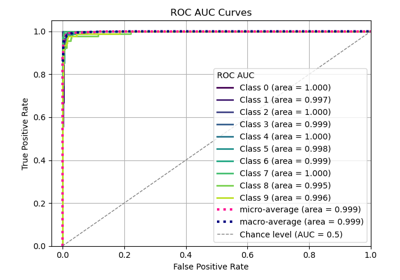 ROC AUC Curves
True Positive Rate
1.0
0.8
0.6
0.4
0.2
0.0
ROC AUC
Class 0 (area = 1.000)
Class 1 (area = 0.997)
Class 2 (area = 1.000)
Class 3 (area = 0.999)
Class 4 (area = 1.000)
Class 5 (area = 0.998)
Class 6 (area = 0.999)
Class 7 (area = 1.000)
Class 8 (area = 0.995)
Class 9 (area = 0.996)
micro-average (area = 0.999)
macro-average (area = 0.999)
Chance level (AUC = 0.5)
0.0 0.2 0.4 0.6 0.8 1.0
False Positive Rate